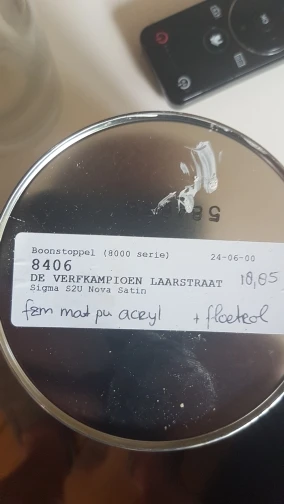 Boonstoppel (8000 serie) 24-06-00
8406
DE VERFKAMPIOEN LAARSTRAAT 18,85
Sigma S2U Nova Satin
fzm mat pu acryl + floetrol